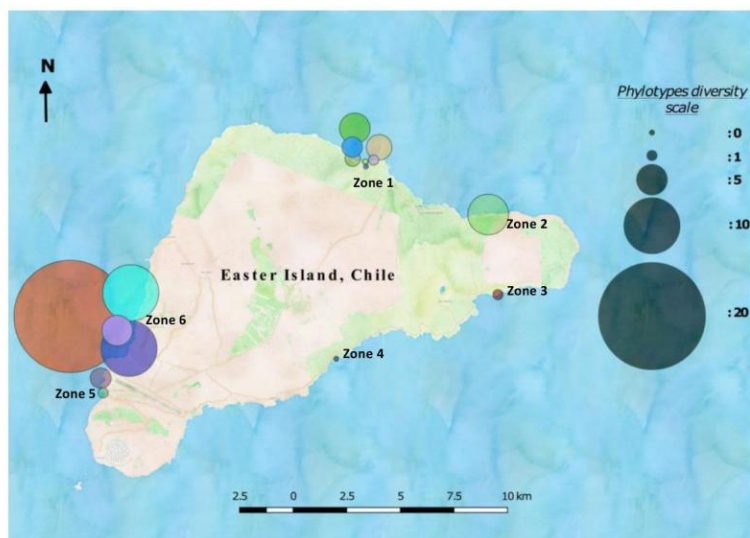 N
Phylotypes diversity
scale
:0
:1
:5
:10
:20
Zone 1
Zone 2
Easter Island, Chile
Zone 3
Zone 6
Zone 4
Zone 5
2.5 0 2.5 5 7.5 10 km